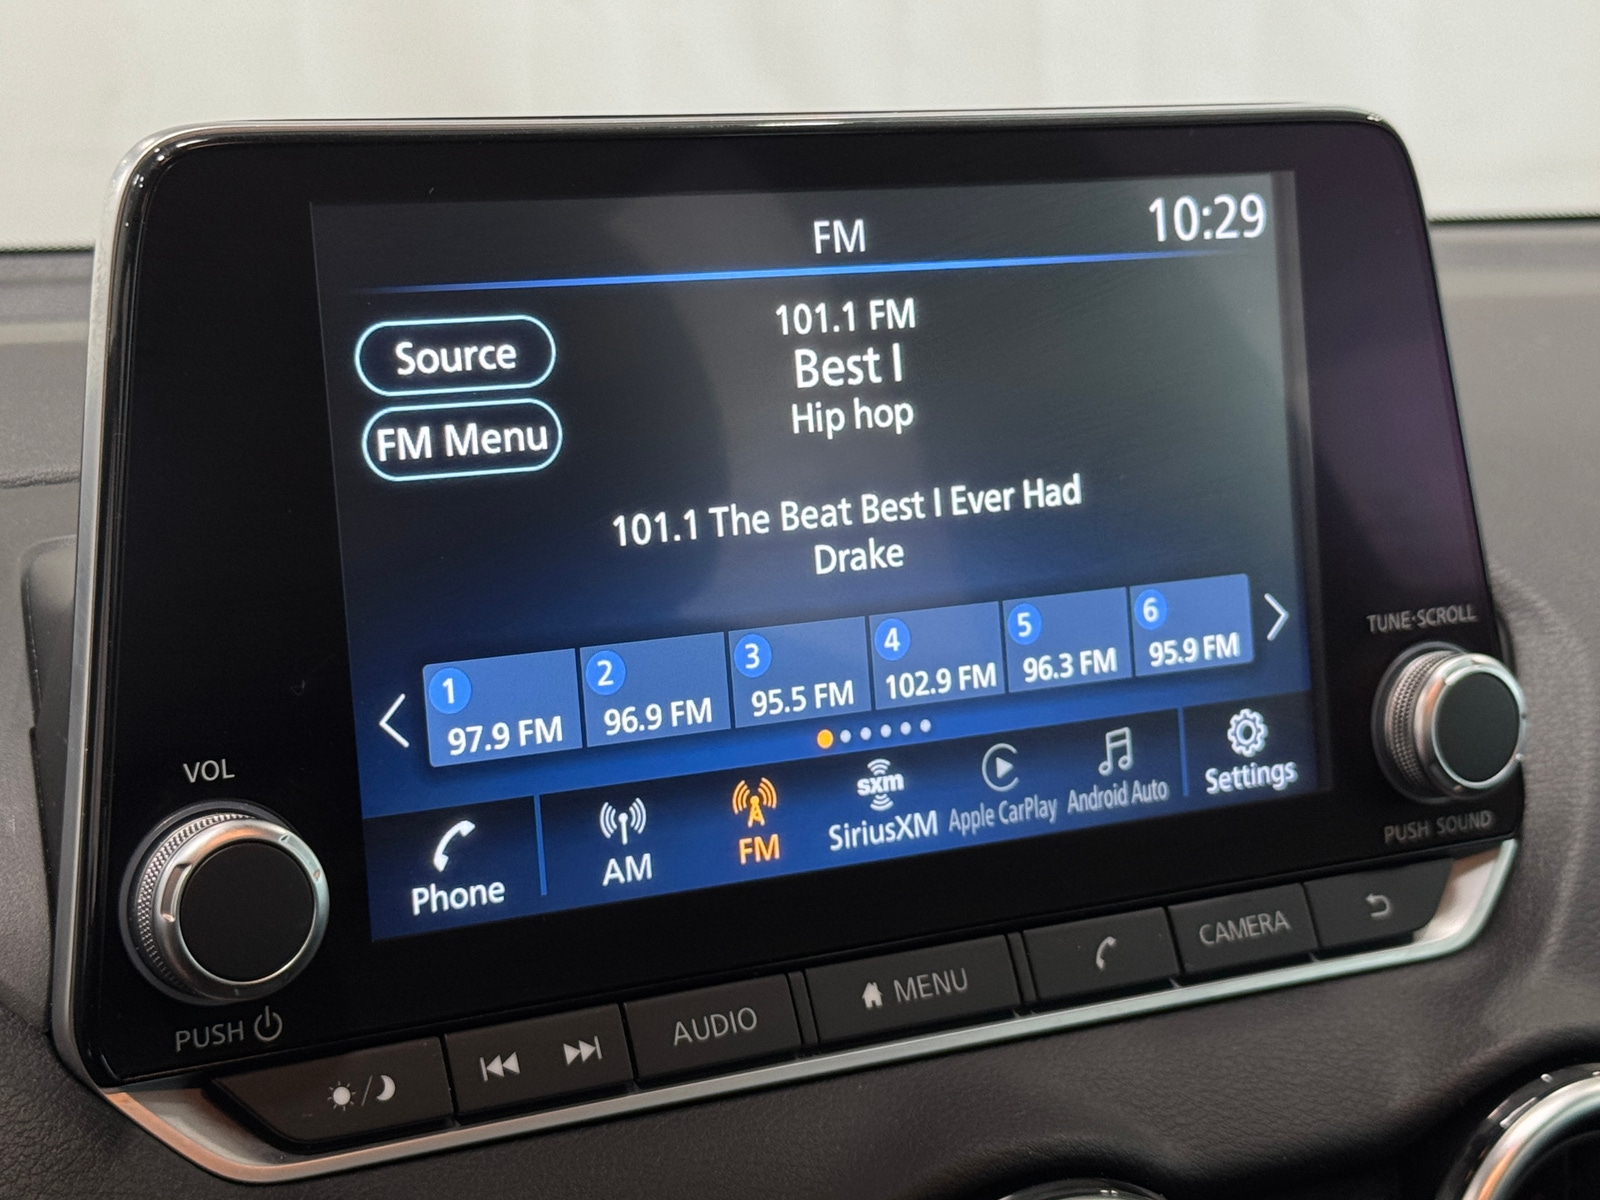 FM
10:29
Source
FM Menu
101.1 FM
Best I
Hip hop
101.1 The Beat Best I Ever Had
Drake
1
97.9 FM
2
96.9 FM
3
95.5 FM
4
102.9 FM
5
96.3 FM
6
95.9 FM
Phone
AM
FM
sxm
SiriusXM
Apple CarPlay
Android Auto
Settings
VOL
PUSH
TUNE·SCROLL
PUSH SOUND
AUDIO
MENU
CAMERA